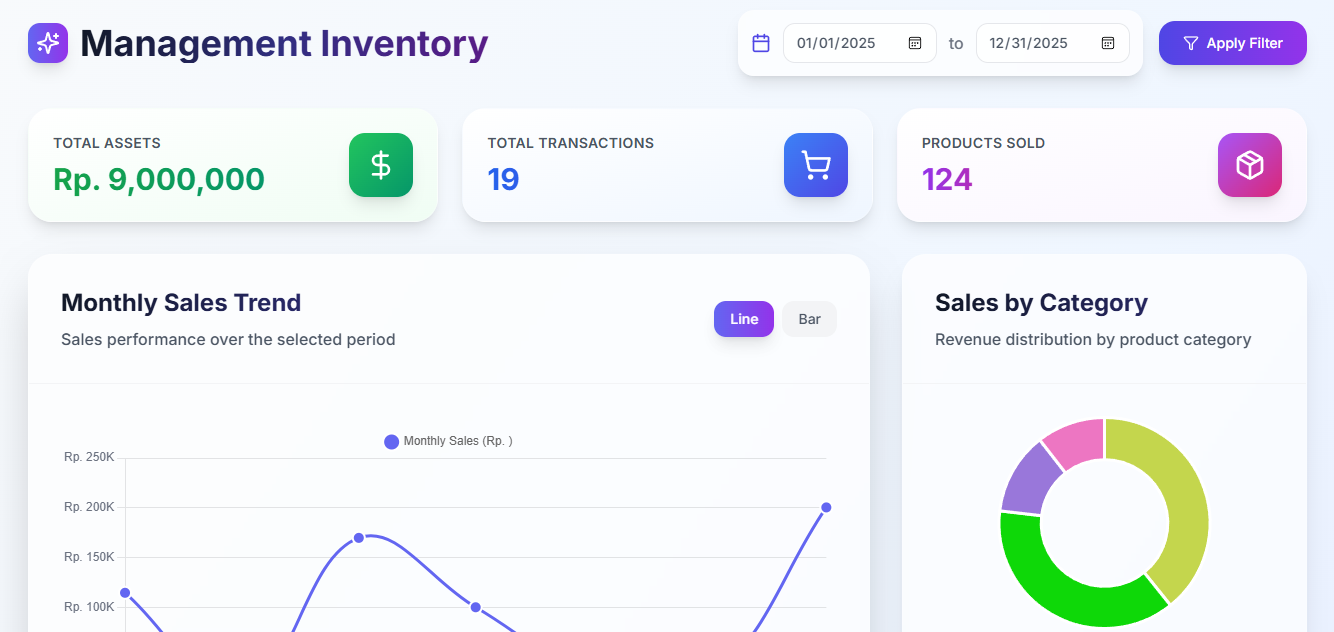 Management Inventory
01/01/2025
to
12/31/2025
Apply Filter
TOTAL ASSETS
Rp. 9,000,000
TOTAL TRANSACTIONS
19
PRODUCTS SOLD
124
Monthly Sales Trend
Sales performance over the selected period
Line
Bar
Sales by Category
Revenue distribution by product category
Monthly Sales (Rp. )
Rp. 250K
Rp. 200K
Rp. 150K
Rp. 100K